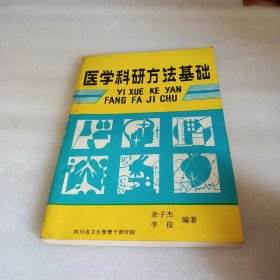 医学科研方法基础
YI XUE KE YAN
FANG FA JI CHU
余子杰
李俊 编著
四川省卫生管理干部学院